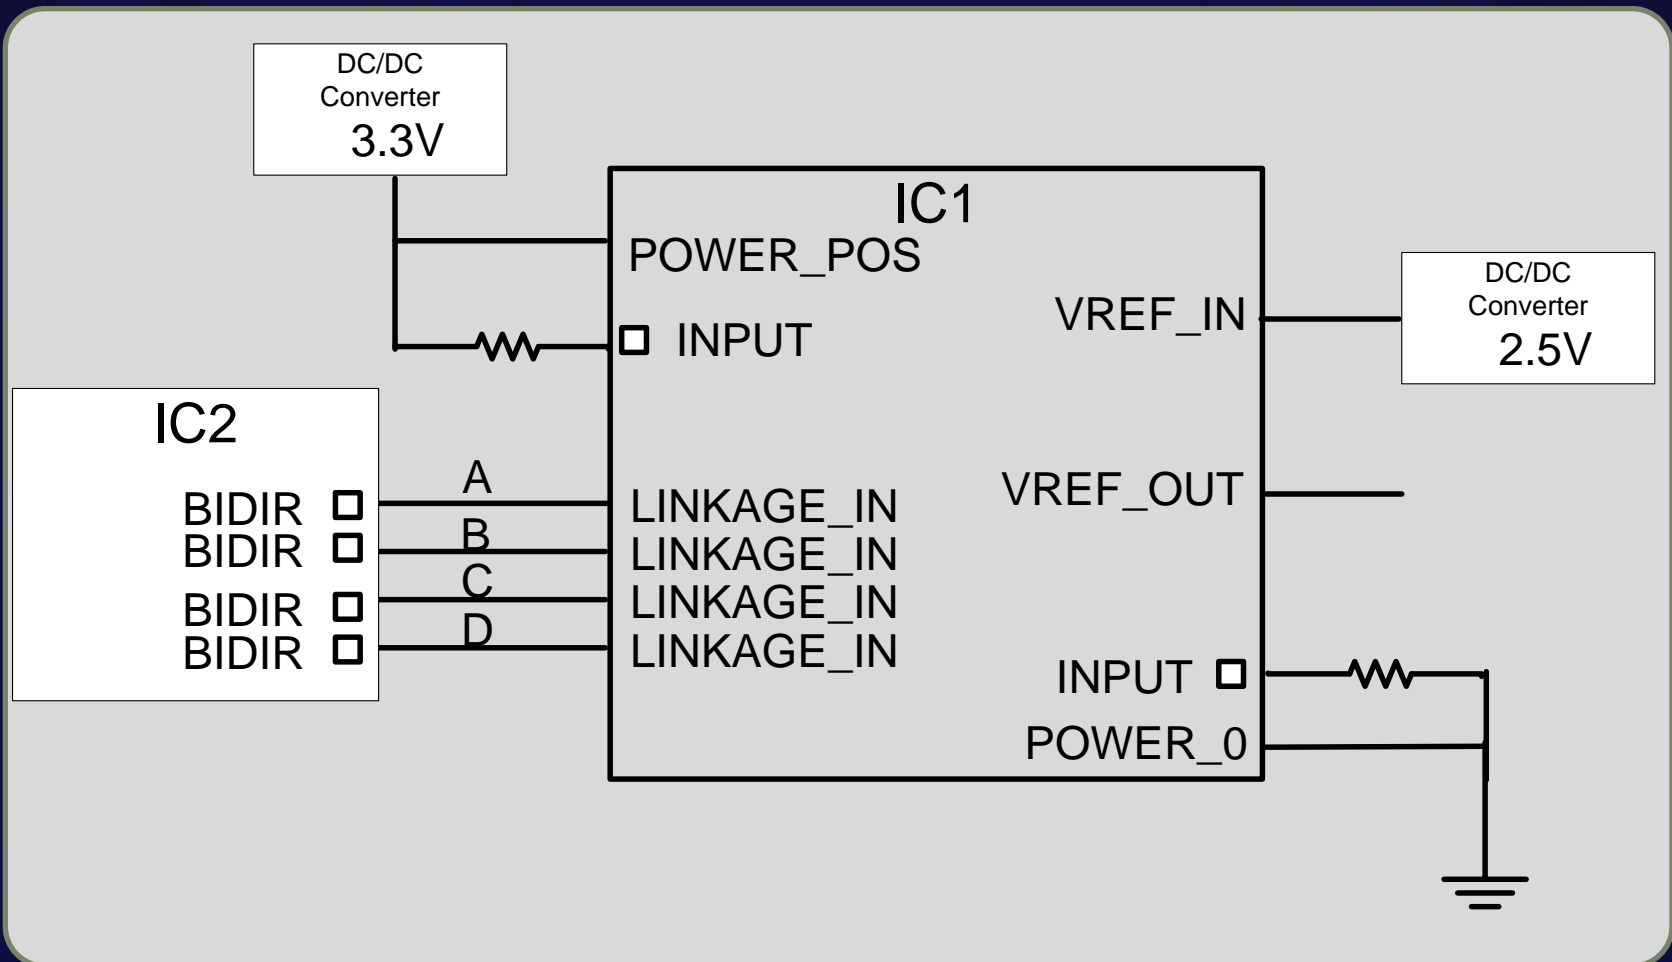 DC/DC
Converter
3.3V
IC1
POWER_POS
INPUT
VREF_IN
DC/DC
Converter
2.5V
IC2
BIDIR
BIDIR
BIDIR
BIDIR
A
B
C
D
LINKAGE_IN
LINKAGE_IN
LINKAGE_IN
LINKAGE_IN
VREF_OUT
INPUT
POWER_0